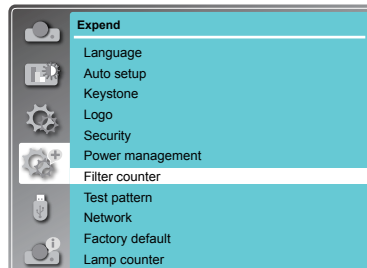 Expend
Language
Auto setup
Keystone
Logo
Security
Power management
Filter counter
Test pattern
Network
Factory default
Lamp counter